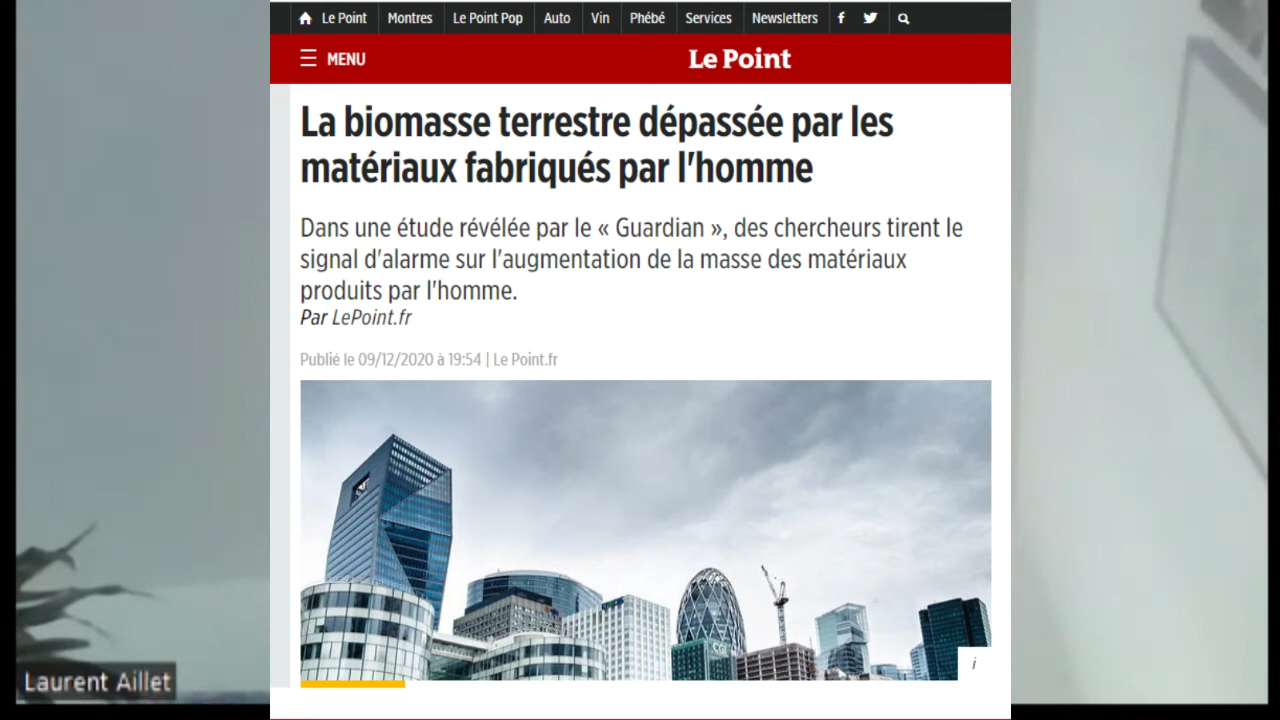 Le Point Montres Le Point Pop Auto Vin Phébé Services Newsletters f
MENU Le Point
La biomasse terrestre dépassée par les
matériaux fabriqués par l'homme
Dans une étude révélée par le « Guardian », des chercheurs tirent le
signal d'alarme sur l'augmentation de la masse des matériaux
produits par l'homme.
Par LePoint.fr
Publié le 09/12/2020 à 19:54 | Le Point.fr
CGI
i
Laurent Aillet